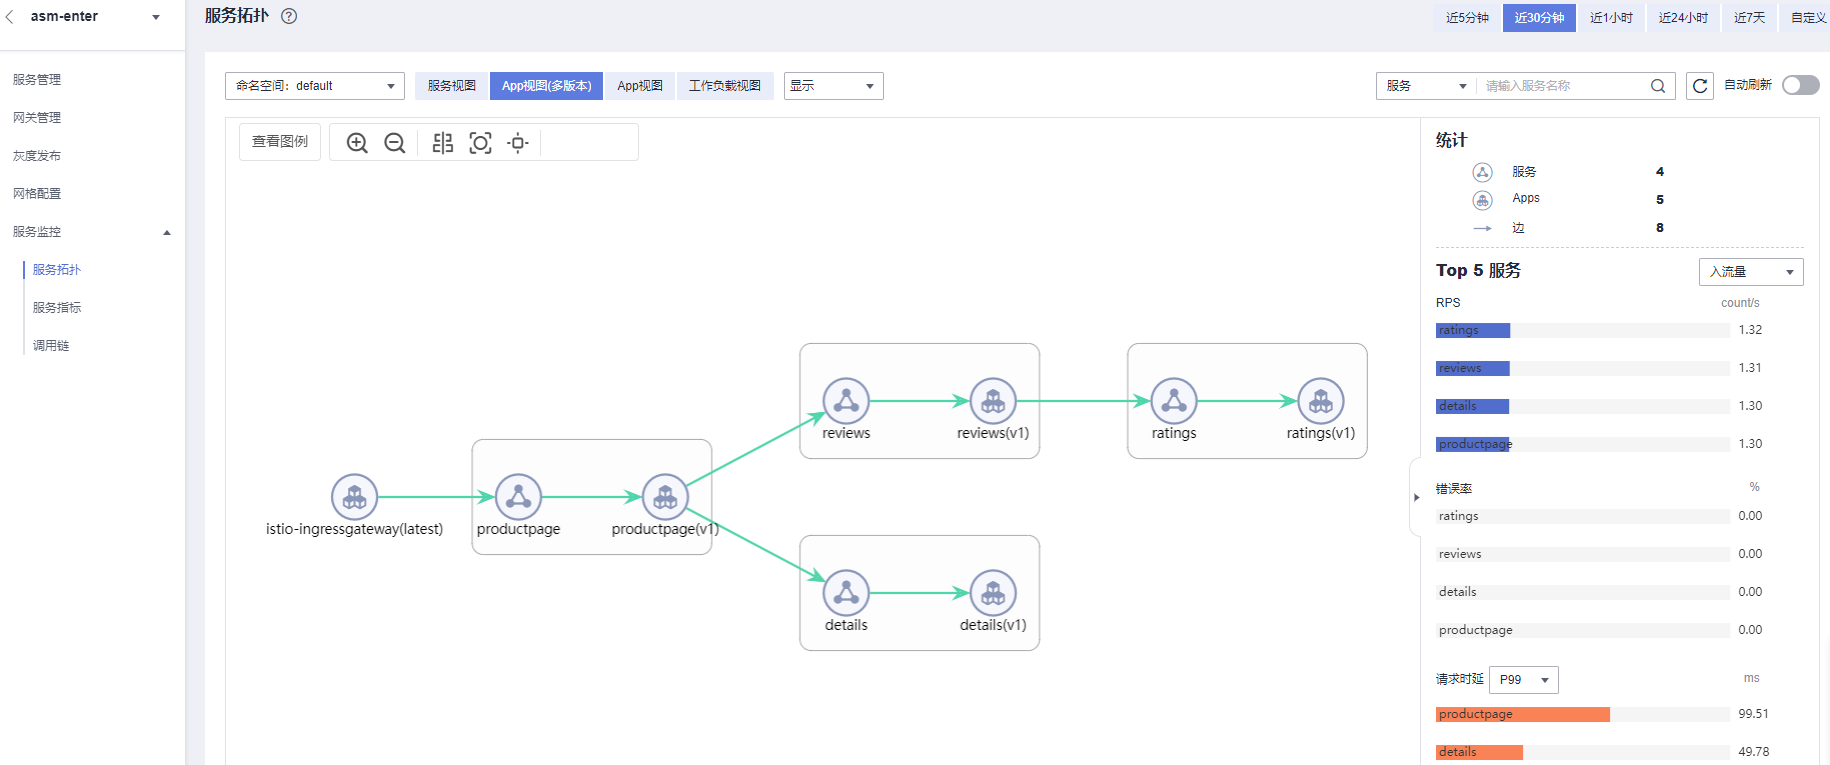 asm-enter
服务管理
网关管理
灰度发布
网格配置
服务监控
服务拓扑
服务指标
调用链
服务拓扑 ?
近5分钟 近30分钟 近1小时 近24小时 近7天 自定义
命名空间：default 服务视图 App视图(多版本) App视图 工作负载视图 显示
服务 请输入服务名称 自动刷新
查看图例
istio-ingressgateway(latest)
productpage
productpage(v1)
reviews
reviews(v1)
ratings
ratings(v1)
details
details(v1)
统计
服务 4
Apps 5
边 8
Top 5 服务 入流量
RPS count/s
ratings 1.32
reviews 1.31
details 1.30
productpage 1.30
错误率 %
ratings 0.00
reviews 0.00
details 0.00
productpage 0.00
请求时延 P99 ms
productpage 99.51
details 49.78